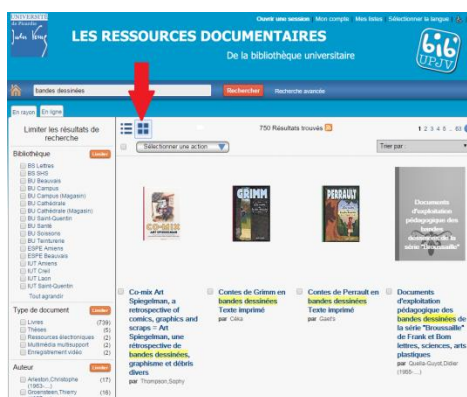 UNIVERSITÉ
de Picardie
Jules Verne
Ouvrir une session Mon compte Mes listes Sélectionner la langue
LES RESSOURCES DOCUMENTAIRES
De la bibliothèque universitaire
bib'
UPJV
bandes dessinées
Rechercher
Recherche avancée
En rayon
En ligne
Limiter les résultats de
recherche
750 Résultats trouvés
1 2 3 4 5 .. 63
Sélectionner une action
Trier par :
Bibliothèque
Limiter
BS Lettres
BS SHS
BU Beauvais
BU Campus
BU Campus (Magasin)
BU Cathédrale
BU Cathédrale (Magasin)
BU Saint-Quentin
BU Santé
BU Soissons
BU Teinturerie
ESPE Amiens
ESPE Beauvais
IUT Amiens
IUT Creil
IUT Laon
IUT Saint-Quentin
Tout agrandir
Type de document
Limiter
Livres (739)
Thèses (5)
Ressources électroniques (2)
Multimédia multisupport (2)
Enregistrement vidéo (2)
Auteur
Limiter
Arleston,Christophe (17)
(1963-...)
Groensteen,Thierry (16)
CO-MIX
GRIMM
PERRAULT
Documents
d'exploitation
pédagogique des
bandes
dessinées de la
série "Broussaille"
Co-mix Art
Spiegelman, a
retrospective of
comics, graphics and
scraps = Art
Spiegelman, une
rétrospective de
bandes dessinées,
graphisme et débris
divers
par Thompson,Sophy
Contes de Grimm en
bandes dessinées
Texte imprimé
par Céka
Contes de Perrault en
bandes dessinées
Texte imprimé
par
Documents
d'exploitation
pédagogique des
bandes dessinées de
la série "Broussaille"
de Frank et Bom
lettres, sciences, arts
plastiques
par Quella-Guyot,Didier
(1955-...)